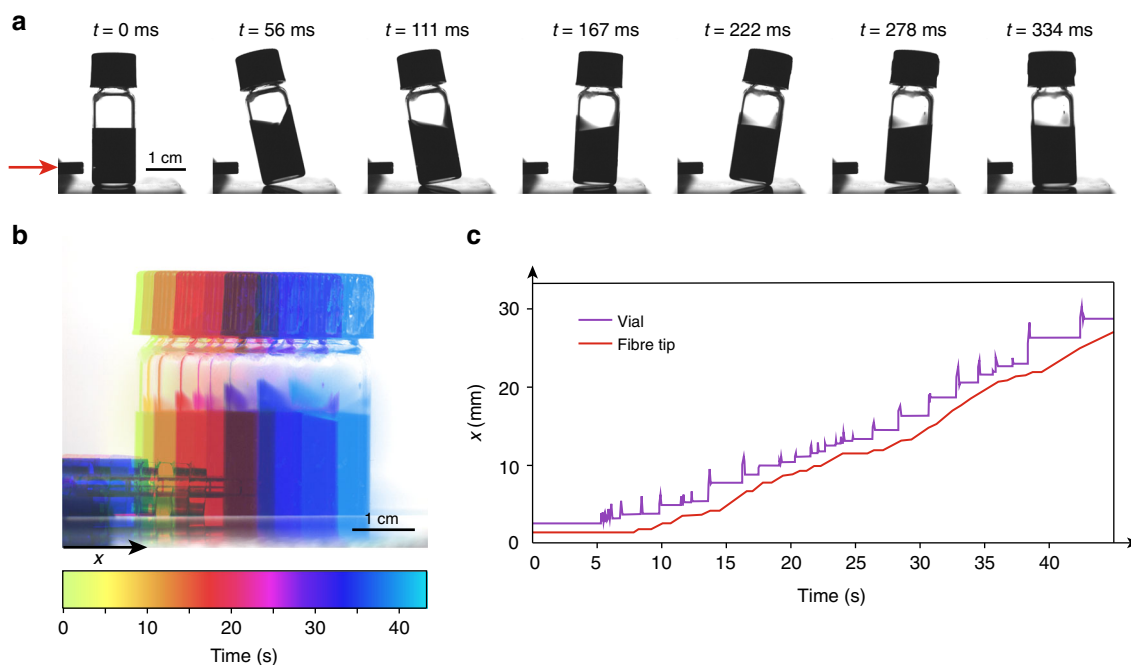 a
t = 0 ms t = 56 ms t = 111 ms t = 167 ms t = 222 ms t = 278 ms t = 334 ms
1 cm
b
1 cm
x
0 10 20 30 40
Time (s)
c
x (mm)
30
20
10
0
Vial
Fibre tip
0 5 10 15 20 25 30 35 40
Time (s)